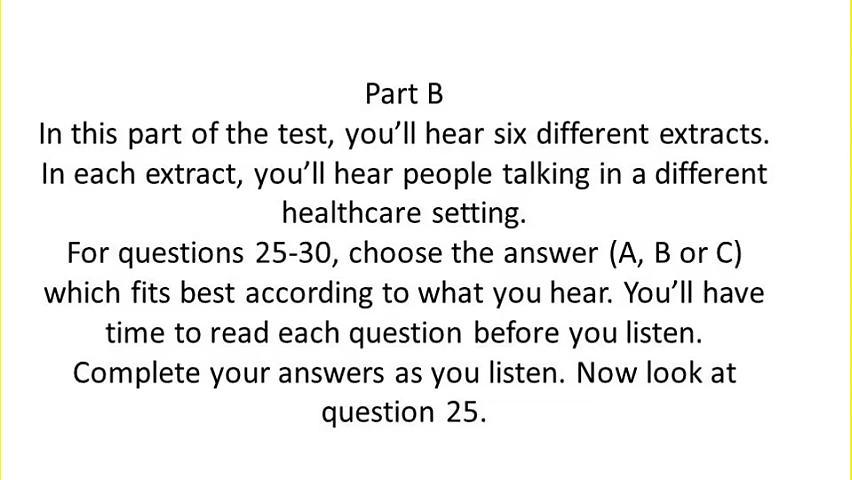 Part B
In this part of the test, you’ll hear six different extracts.
In each extract, you’ll hear people talking in a different
healthcare setting.
For questions 25-30, choose the answer (A, B or C)
which fits best according to what you hear. You’ll have
time to read each question before you listen.
Complete your answers as you listen. Now look at
question 25.